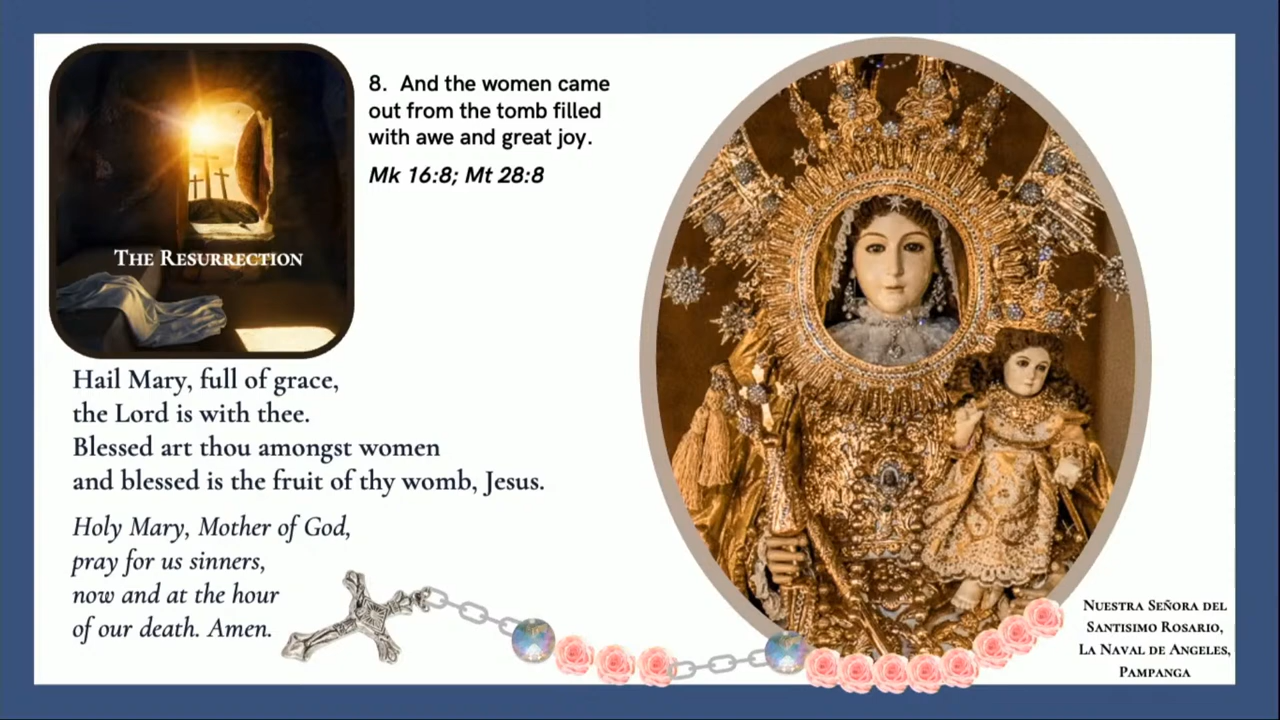 The Resurrection
8. And the women came
out from the tomb filled
with awe and great joy.
Mk 16:8; Mt 28:8
Hail Mary, full of grace,
the Lord is with thee.
Blessed art thou amongst women
and blessed is the fruit of thy womb, Jesus.
Holy Mary, Mother of God,
pray for us sinners,
now and at the hour
of our death. Amen.
Nuestra Señora del
Santisimo Rosario,
La Naval de Angeles,
Pampanga